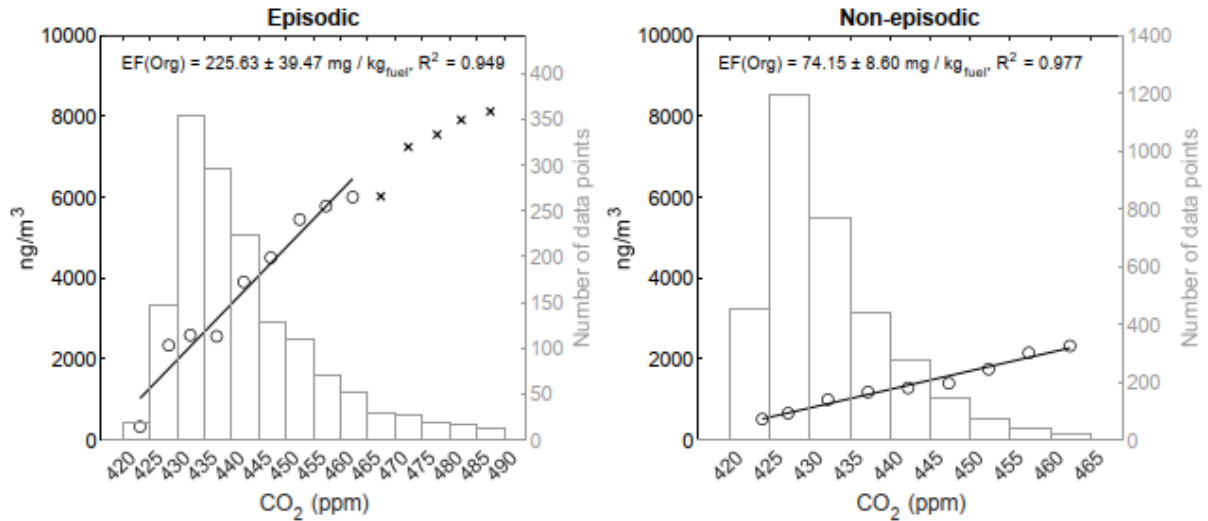 Episodic
EF(Org) = 225.63 ± 39.47 mg / kg_fuel, R² = 0.949
10000
8000
6000
4000
2000
0
ng/m³
400
350
300
250
200
150
100
50
0
Number of data points
420 425 430 435 440 445 450 455 460 465 470 475 480 485 490
CO₂ (ppm)
Non-episodic
EF(Org) = 74.15 ± 8.60 mg / kg_fuel, R² = 0.977
10000
8000
6000
4000
2000
0
ng/m³
1400
1200
1000
800
600
400
200
0
Number of data points
420 425 430 435 440 445 450 455 460 465
CO₂ (ppm)